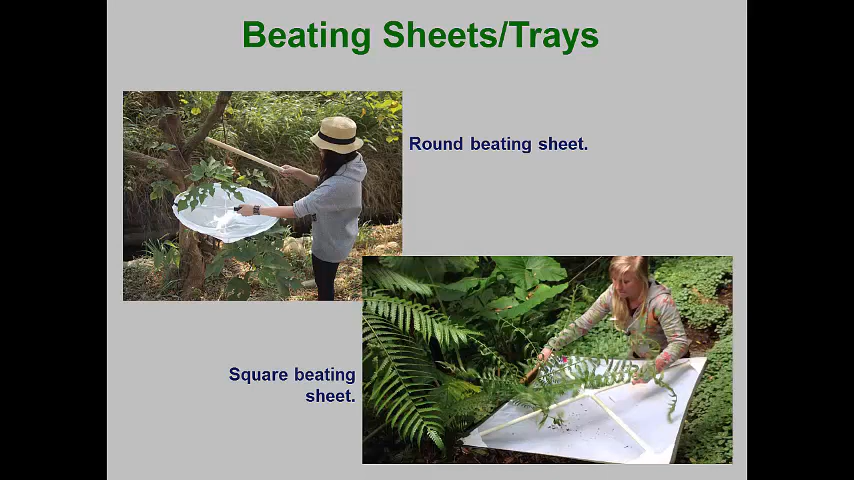 Beating Sheets/Trays
Round beating sheet.
Square beating
sheet.